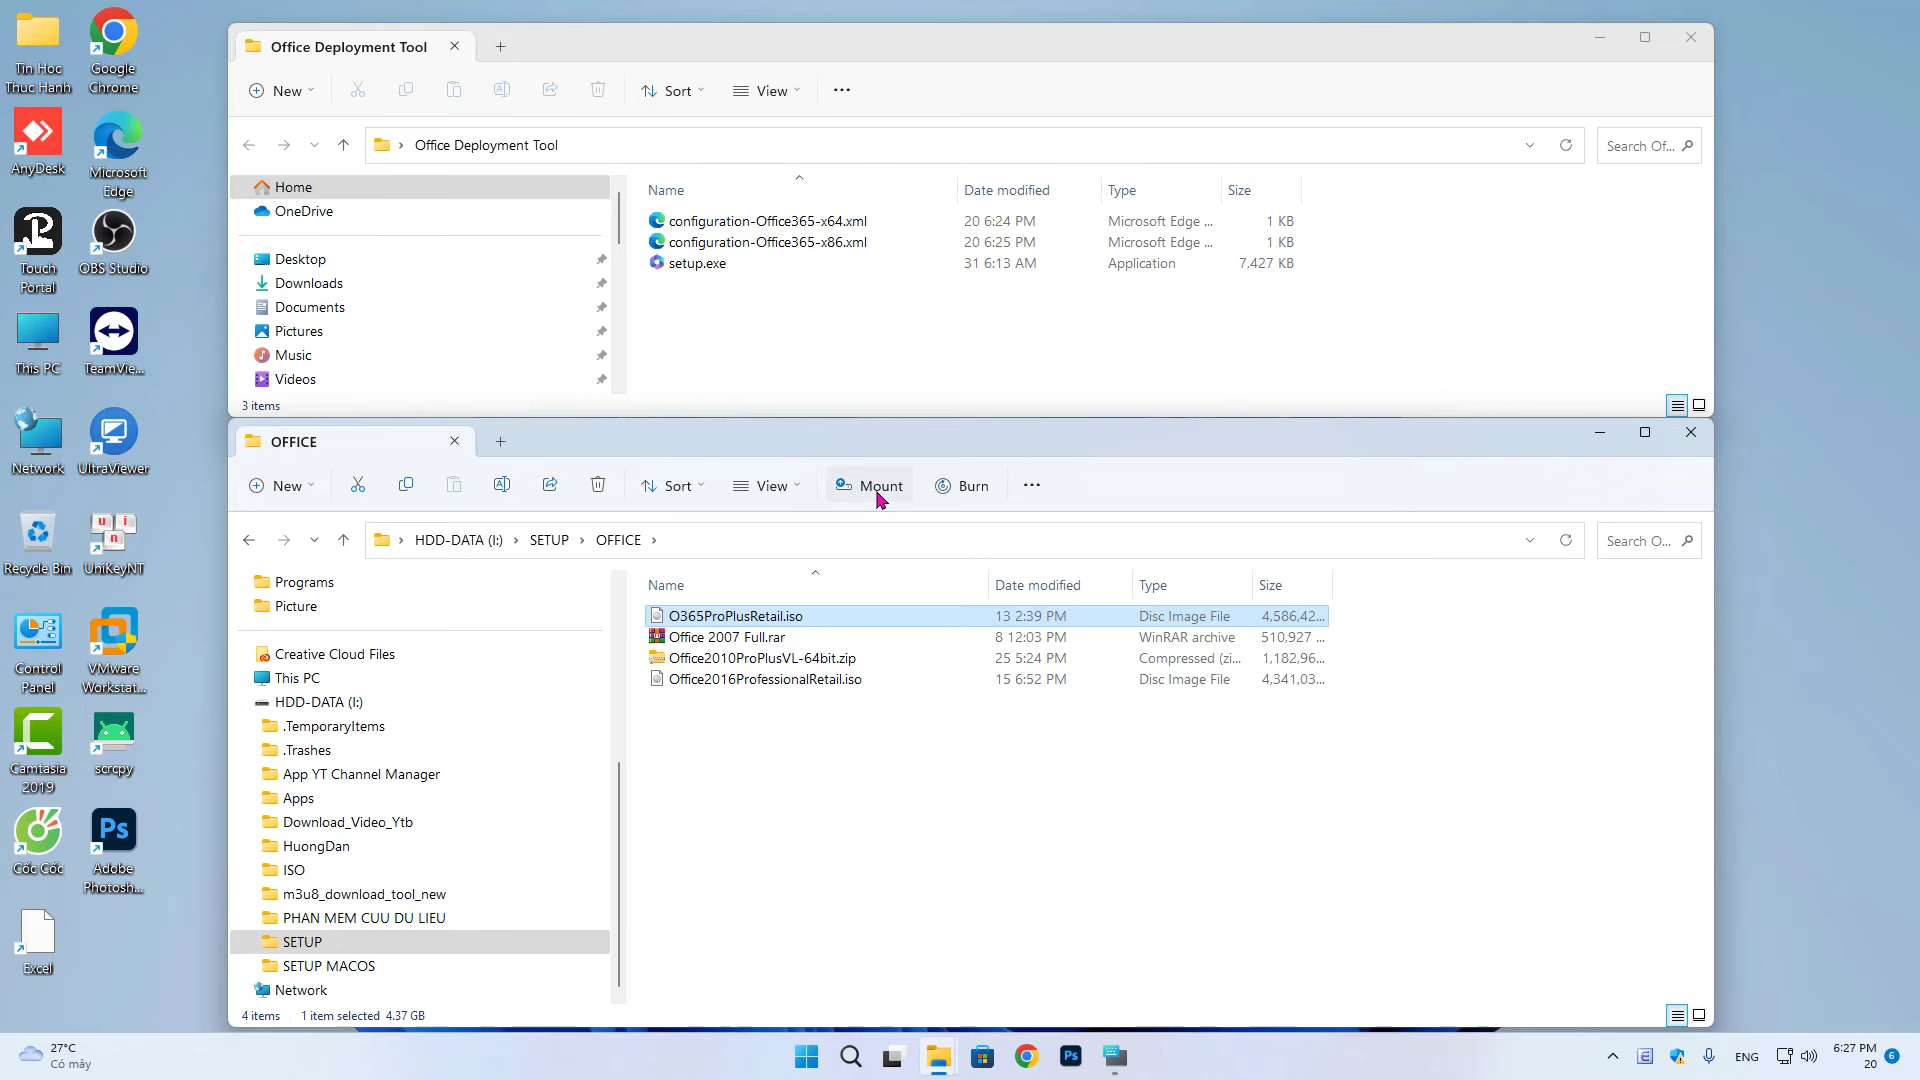 Tin Hoc
Thuc Hanh
Google
Chrome
AnyDesk
Microsoft
Edge
Touch
Portal
OBS Studio
This PC
TeamVie...
Network
UltraViewer
Recycle Bin
UniKeyNT
Control
Panel
VMware
Workstat...
Camtasia
2019
scrcpy
Cốc Cốc
Ps
Adobe
Photosh...
Excel
Office Deployment Tool
New
Sort
View
Office Deployment Tool
Search Of...
Home
OneDrive
Desktop
Downloads
Documents
Pictures
Music
Videos
Name Date modified Type Size
configuration-Office365-x64.xml 20 6:24 PM Microsoft Edge ... 1 KB
configuration-Office365-x86.xml 20 6:25 PM Microsoft Edge ... 1 KB
setup.exe 31 6:13 AM Application 7,427 KB
3 items
OFFICE
New
Sort
View
Mount
Burn
HDD-DATA (I:) SETUP OFFICE
Search O...
Programs
Picture
Creative Cloud Files
This PC
HDD-DATA (I:)
.TemporaryItems
.Trashes
App YT Channel Manager
Apps
Download_Video_Ytb
HuongDan
ISO
m3u8_download_tool_new
PHAN MEM CUU DU LIEU
SETUP
SETUP MACOS
Network
Name Date modified Type Size
O365ProPlusRetail.iso 13 2:39 PM Disc Image File 4,586,42...
Office 2007 Full.rar 8 12:03 PM WinRAR archive 510,927 ...
Office2010ProPlusVL-64bit.zip 25 5:24 PM Compressed (zi... 1,182,96...
Office2016ProfessionalRetail.iso 15 6:52 PM Disc Image File 4,341,03...
4 items 1 item selected 4.37 GB
27°C
Có mây
Ps
ENG
6:27 PM
20
6